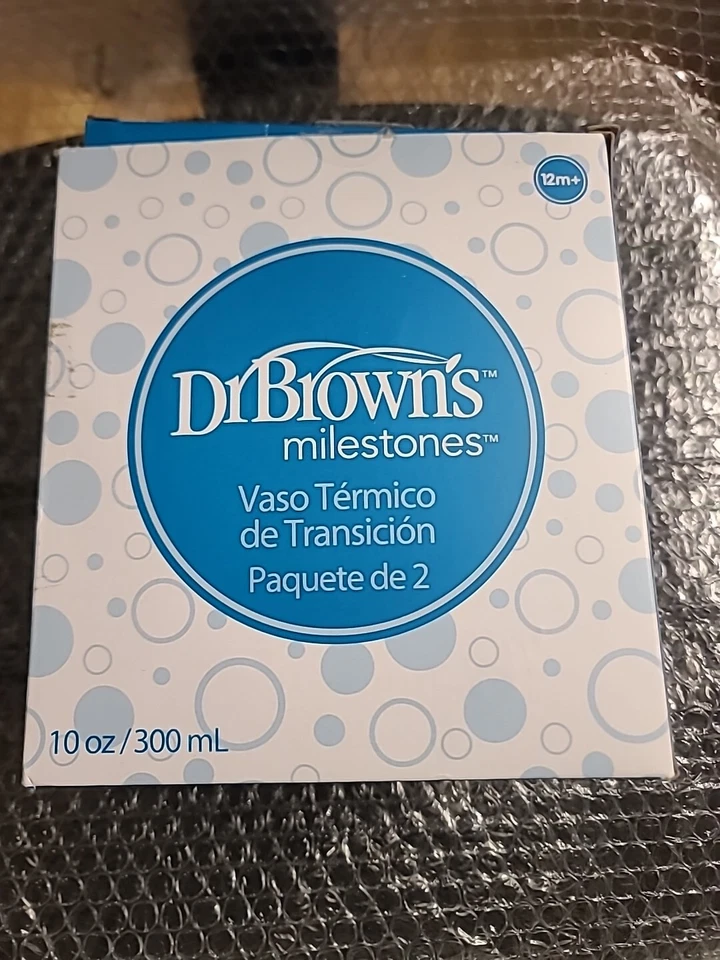 12m+
DrBrown's™
milestones™
Vaso Térmico
de Transición
Paquete de 2
10 oz / 300 mL